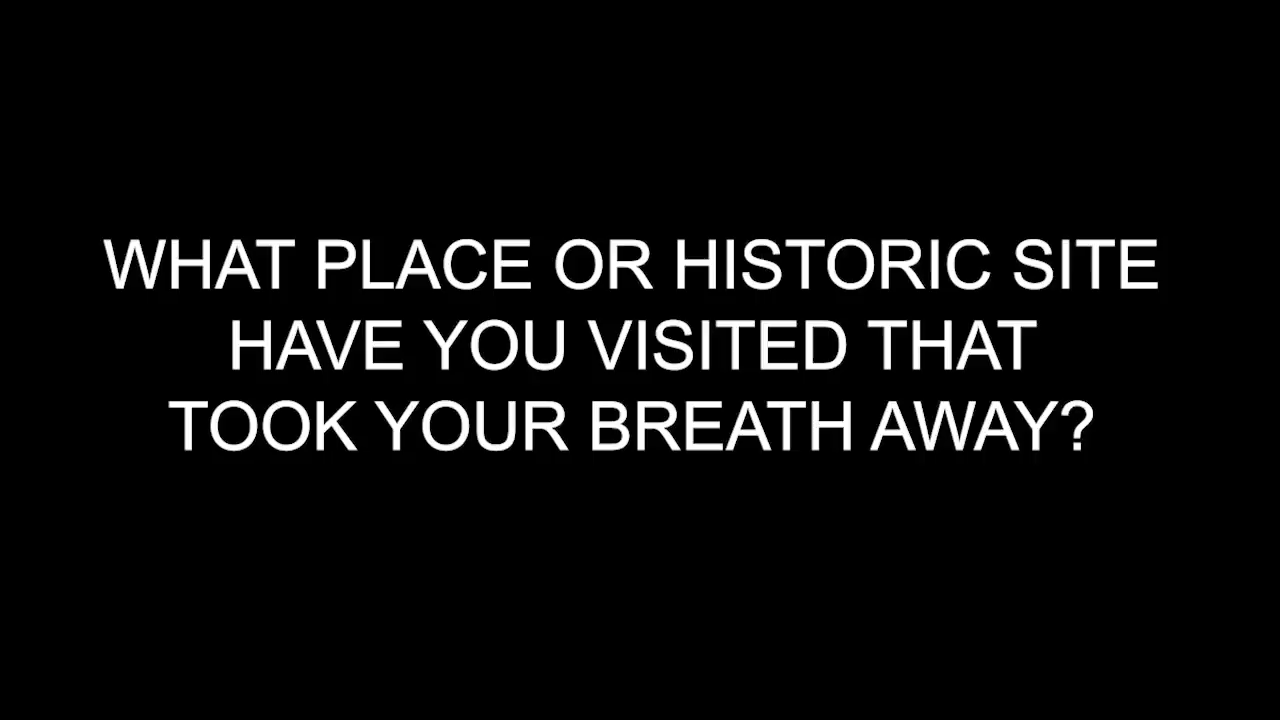 WHAT PLACE OR HISTORIC SITE
HAVE YOU VISITED THAT
TOOK YOUR BREATH AWAY?